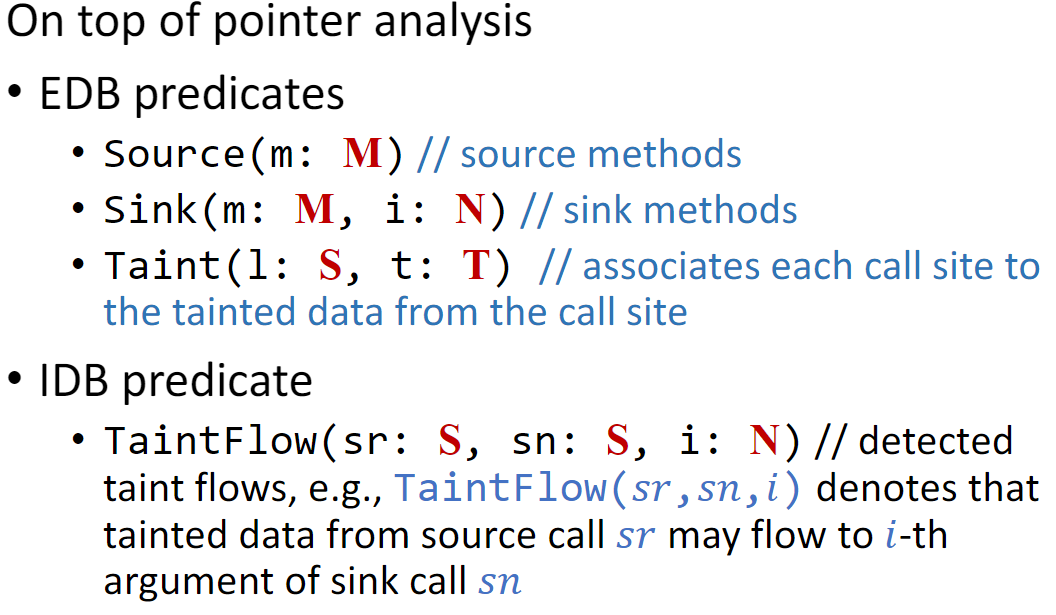 On top of pointer analysis
• EDB predicates
• Source(m: M) // source methods
• Sink(m: M, i: N) // sink methods
• Taint(l: S, t: T) // associates each call site to
the tainted data from the call site
• IDB predicate
• TaintFlow(sr: S, sn: S, i: N) // detected
taint flows, e.g., TaintFlow(sr,sn,i) denotes that
tainted data from source call sr may flow to i-th
argument of sink call sn